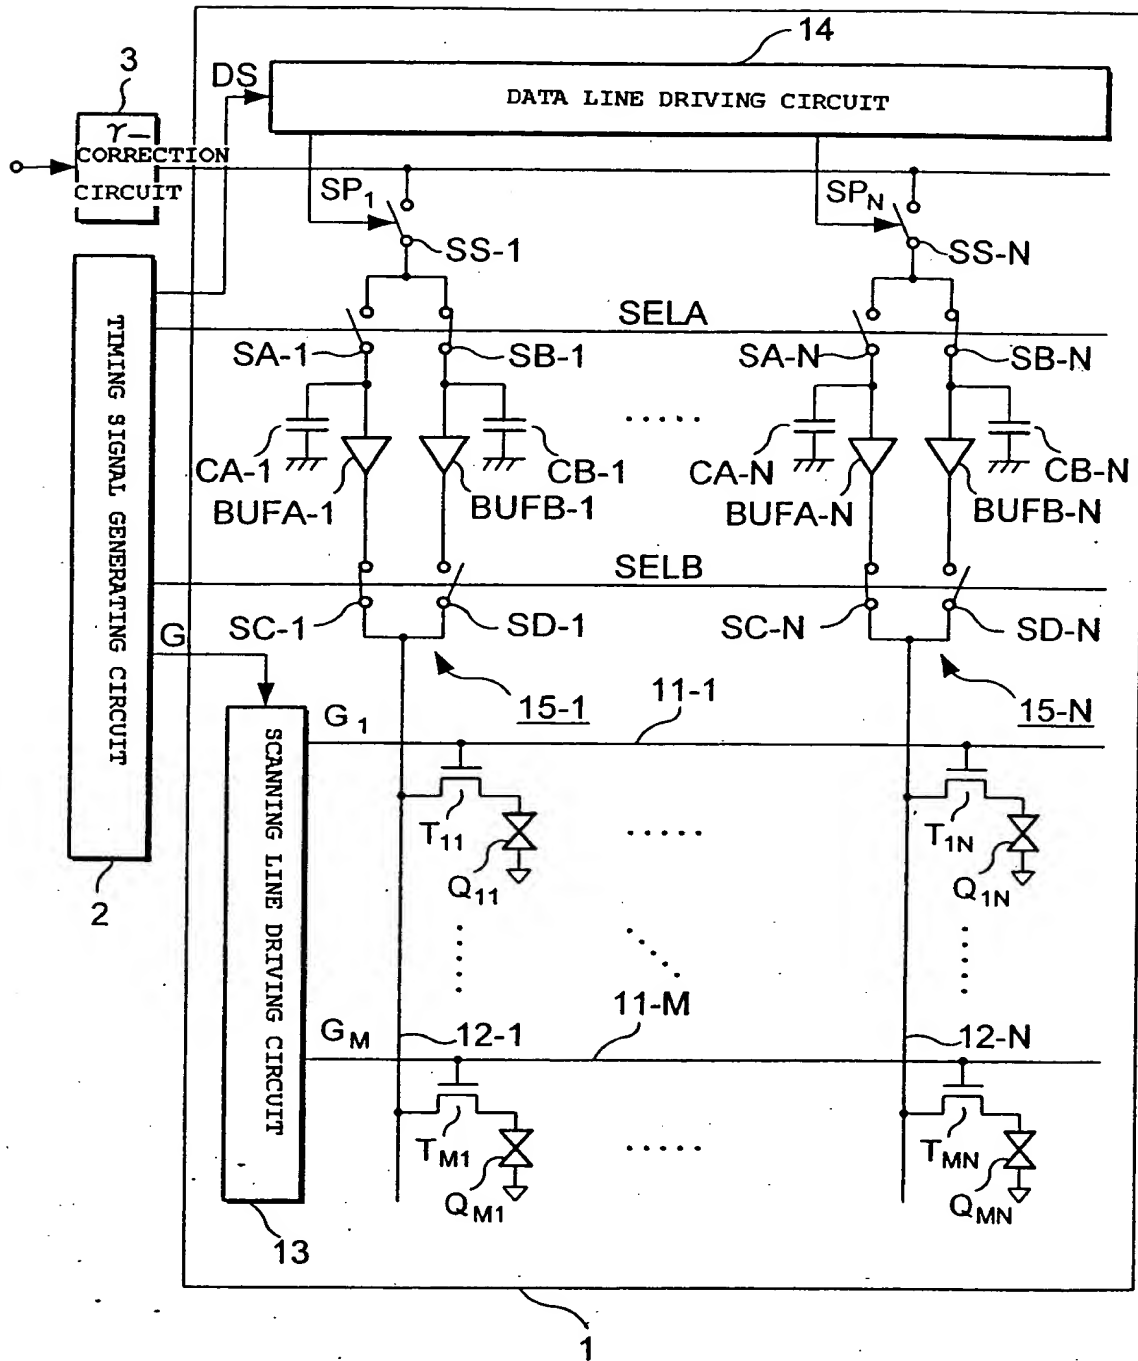 14
3
DS
DATA LINE DRIVING CIRCUIT
γ—
CORRECTION
CIRCUIT
SP1
SPN
SS-1
SS-N
SELA
SA-1
SB-1
SA-N
SB-N
.....
CA-1
CB-1
CA-N
CB-N
BUFA-1
BUFB-1
BUFA-N
BUFB-N
TIMING SIGNAL GENERATING CIRCUIT
SELB
SC-1
SD-1
SC-N
SD-N
G
15-1
15-N
11-1
G1
SCANNING LINE DRIVING CIRCUIT
T11
.....
T1N
Q11
Q1N
2
11-M
GM
12-1
12-N
TM1
.....
TMN
QM1
QMN
13
1